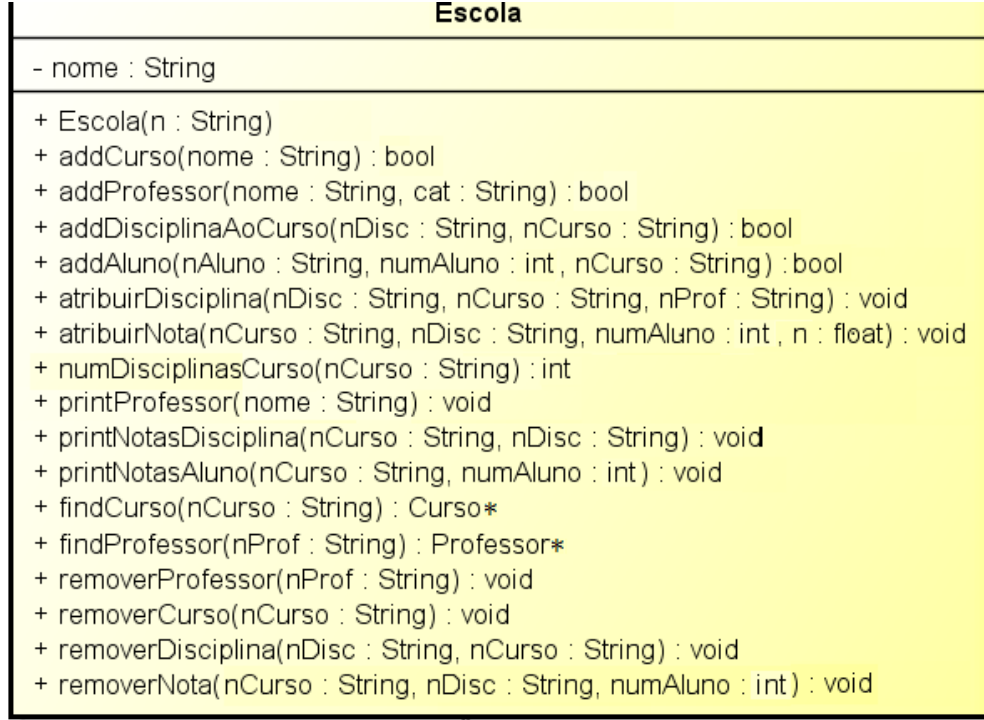 Escola
- nome : String
+ Escola(n : String)
+ addCurso(nome : String) : bool
+ addProfessor(nome : String, cat : String) : bool
+ addDisciplinaAoCurso(nDisc : String, nCurso : String) : bool
+ addAluno(nAluno : String, numAluno : int , nCurso : String) : bool
+ atribuirDisciplina(nDisc : String, nCurso : String, nProf : String) : void
+ atribuirNota(nCurso : String, nDisc : String, numAluno : int , n : float) : void
+ numDisciplinasCurso(nCurso : String) : int
+ printProfessor(nome : String) : void
+ printNotasDisciplina(nCurso : String, nDisc : String) : void
+ printNotasAluno(nCurso : String, numAluno : int ) : void
+ findCurso(nCurso : String) : Curso*
+ findProfessor(nProf : String) : Professor*
+ removerProfessor(nProf : String) : void
+ removerCurso(nCurso : String) : void
+ removerDisciplina(nDisc : String, nCurso : String) : void
+ removerNota(nCurso : String, nDisc : String, numAluno : int ) : void